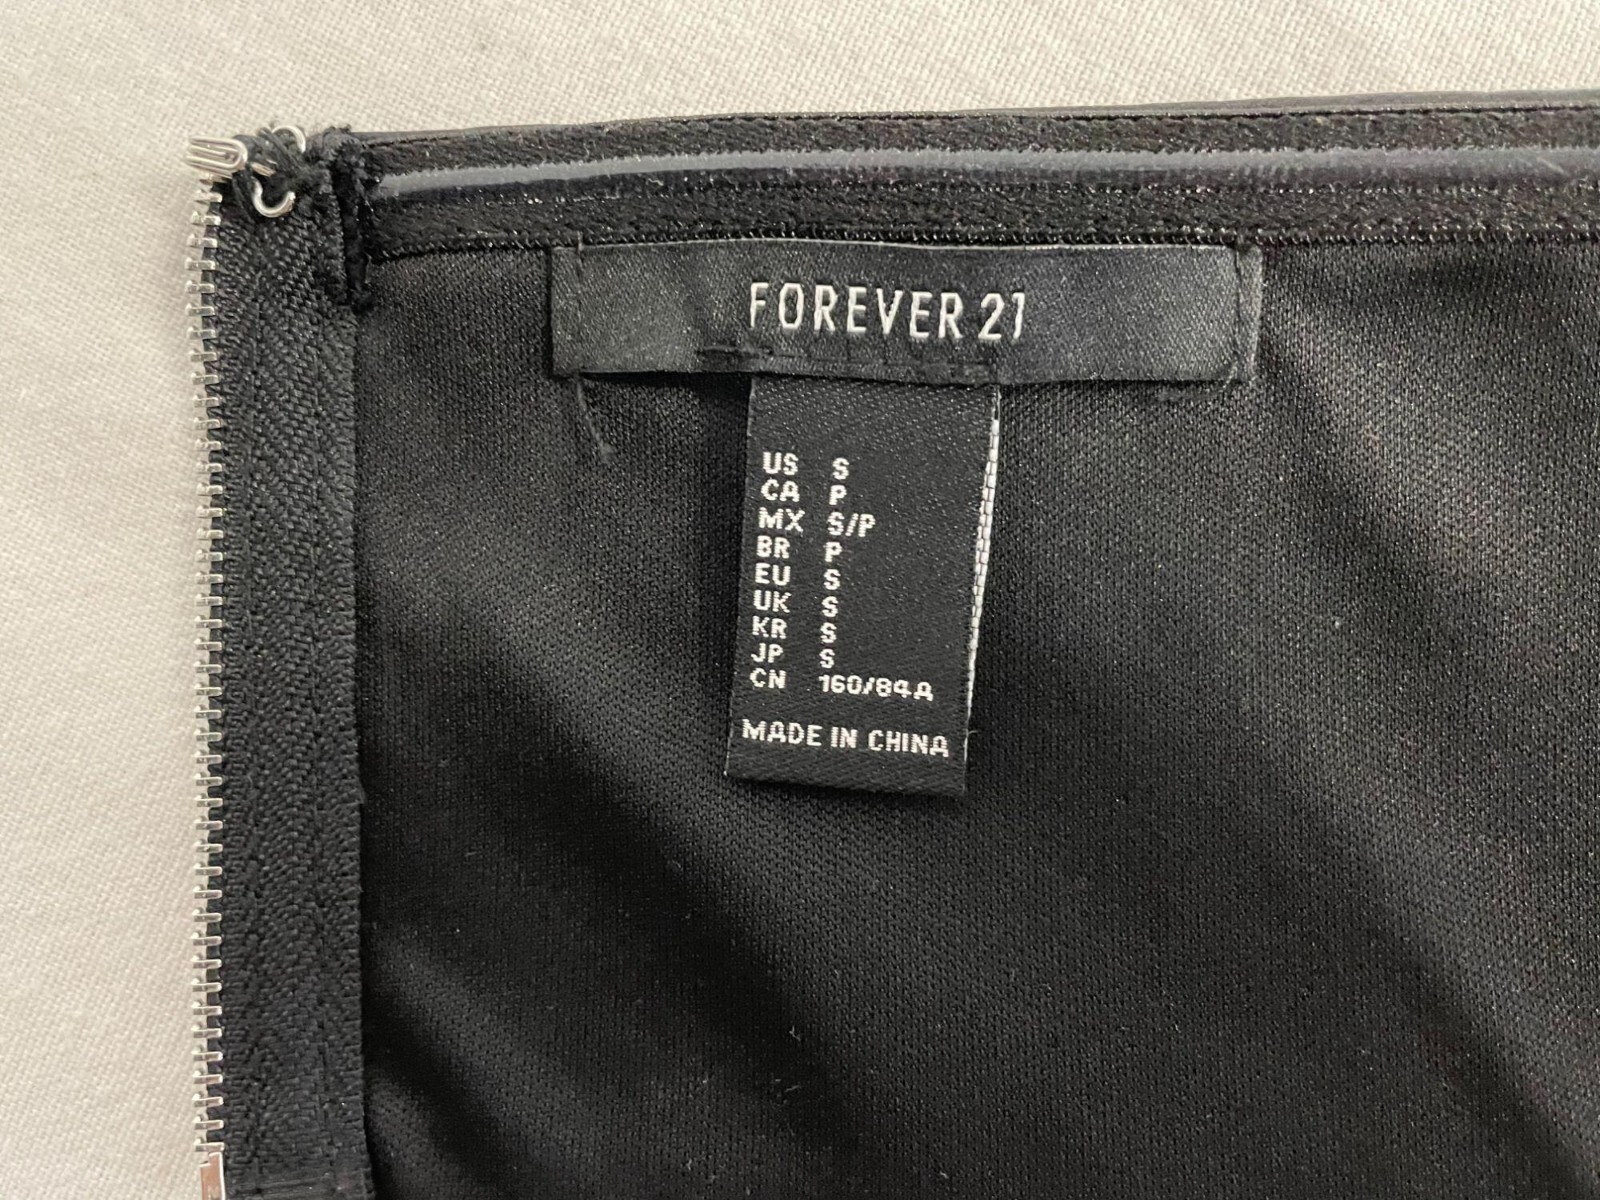 FOREVER 21
US S
CA P
MX S/P
BR P
EU S
UK S
KR S
JP S
CN 160/84A
MADE IN CHINA